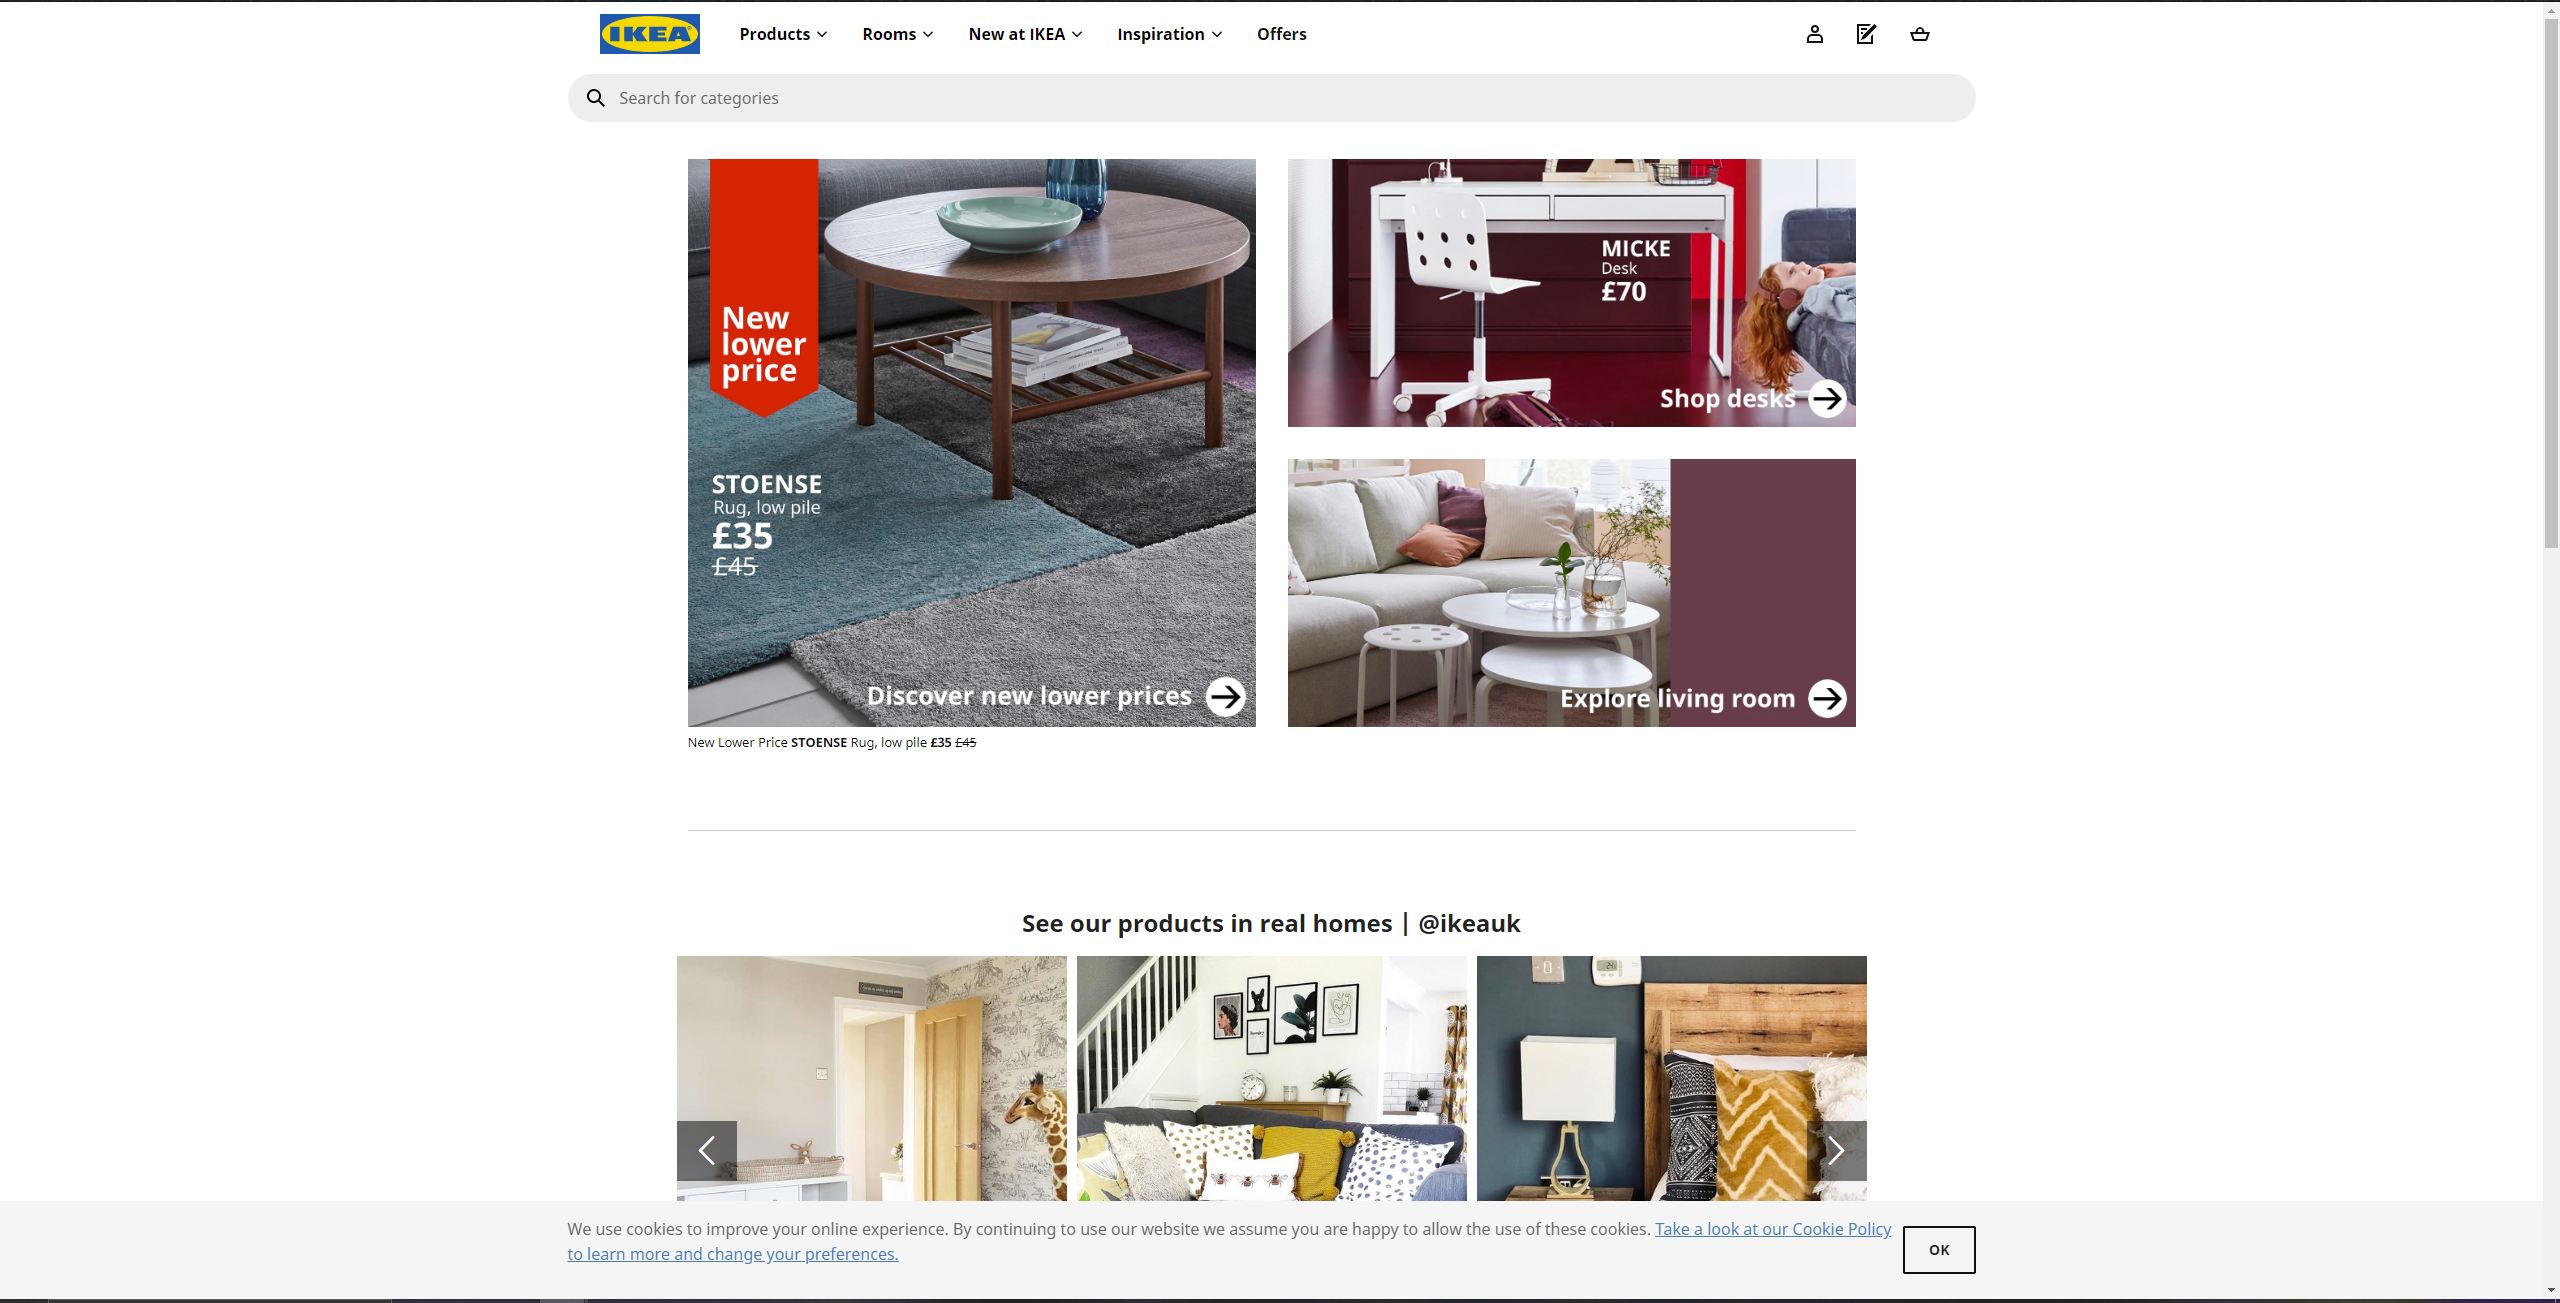 IKEA
Products
Rooms
New at IKEA
Inspiration
Offers
Search for categories
New
lower
price
STOENSE
Rug, low pile
£35
£45
Discover new lower prices
New Lower Price STOENSE Rug, low pile £35 £45
MICKE
Desk
£70
Shop desks
Explore living room
See our products in real homes | @ikeauk
We use cookies to improve your online experience. By continuing to use our website we assume you are happy to allow the use of these cookies. Take a look at our Cookie Policy
to learn more and change your preferences.
OK